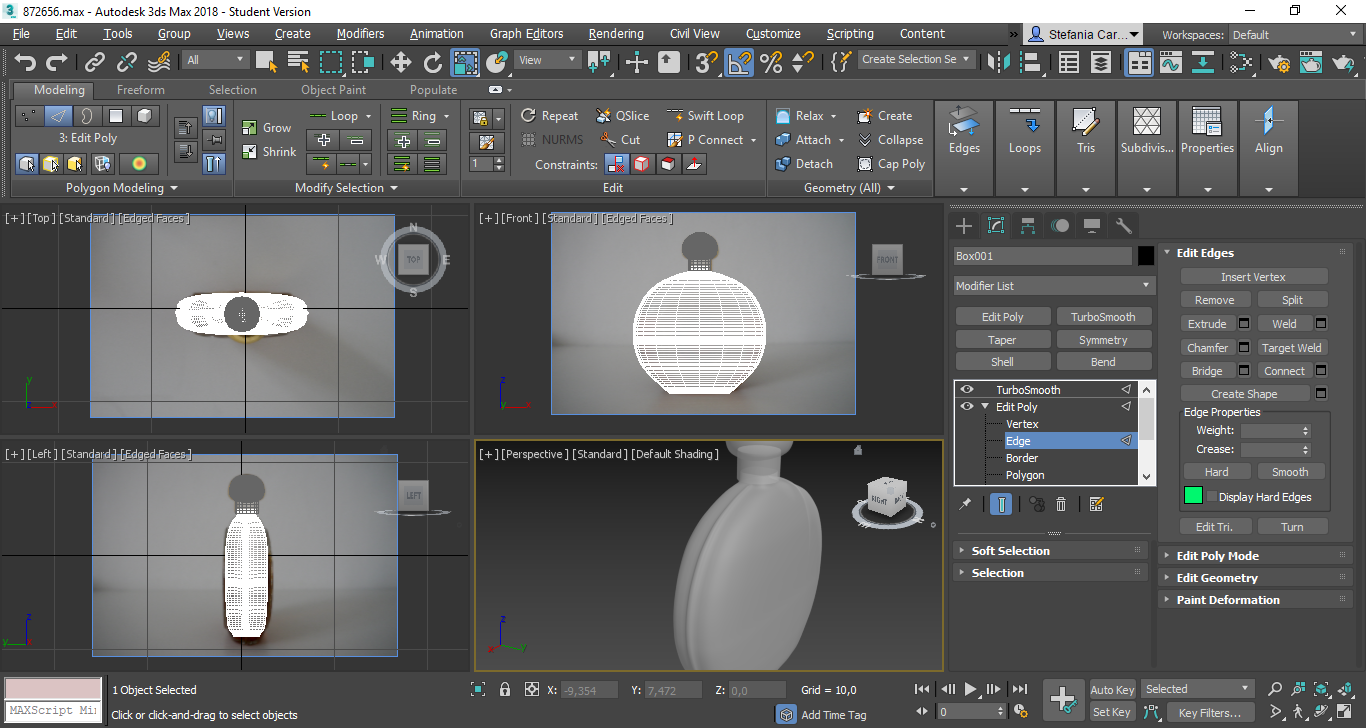 872656.max - Autodesk 3ds Max 2018 - Student Version
File Edit Tools Group Views Create Modifiers Animation Graph Editors Rendering Civil View Customize Scripting Content » Stefania Car... Workspaces: Default
All View Create Selection Se
Modeling Freeform Selection Object Paint Populate
Loop Ring Repeat QSlice Swift Loop Relax Create
3: Edit Poly Grow NURMS Cut P Connect Attach Collapse Edges Loops Tris Subdivis... Properties Align
Shrink 1 Constraints: Detach Cap Poly
Polygon Modeling Modify Selection Edit Geometry (All)
[+] [Top] [Standard] [Edged Faces]
N
W TOP E
S
y
[+] [Front] [Standard] [Edged Faces]
FRONT
z
[+] [Left] [Standard] [Edged Faces]
LEFT
z
y
[+] [Perspective] [Standard] [Default Shading]
RIGHT
z
y
Box001
Modifier List
Edit Poly TurboSmooth
Taper Symmetry
Shell Bend
TurboSmooth
Edit Poly
Vertex
Edge
Border
Polygon
Soft Selection
Selection
Edit Edges
Insert Vertex
Remove Split
Extrude Weld
Chamfer Target Weld
Bridge Connect
Create Shape
Edge Properties
Weight:
Crease:
Hard Smooth
Display Hard Edges
Edit Tri. Turn
Edit Poly Mode
Edit Geometry
Paint Deformation
1 Object Selected X: -9,354 Y: 7,472 Z: 0,0 Grid = 10,0 Auto Key Selected
MAXScript Mi Click or click-and-drag to select objects Add Time Tag 0 Set Key Key Filters...